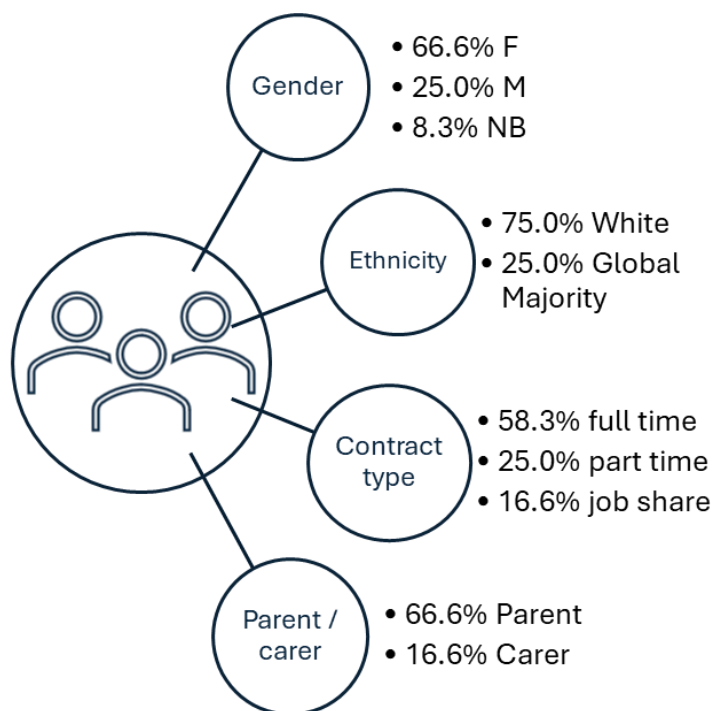 Gender
• 66.6% F
• 25.0% M
• 8.3% NB
Ethnicity
• 75.0% White
• 25.0% Global
Majority
Contract
type
• 58.3% full time
• 25.0% part time
• 16.6% job share
Parent /
carer
• 66.6% Parent
• 16.6% Carer